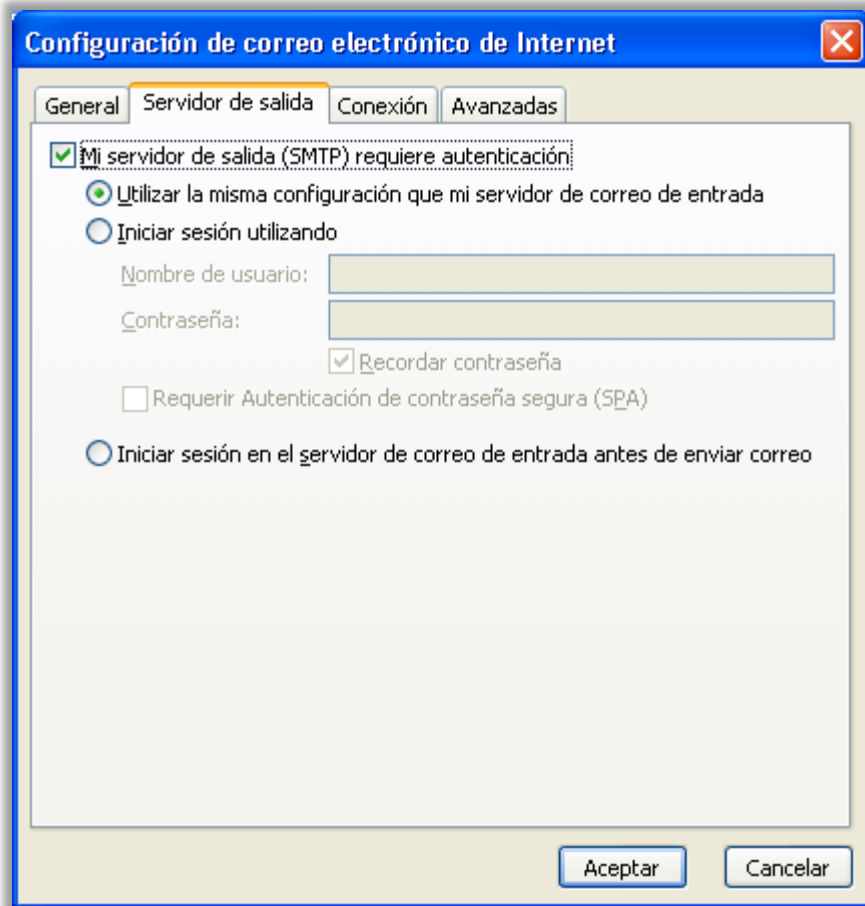 Configuración de correo electrónico de Internet
General Servidor de salida Conexión Avanzadas
Mi servidor de salida (SMTP) requiere autenticación
Utilizar la misma configuración que mi servidor de correo de entrada
Iniciar sesión utilizando
Nombre de usuario:
Contraseña:
Recordar contraseña
Requerir Autenticación de contraseña segura (SPA)
Iniciar sesión en el servidor de correo de entrada antes de enviar correo
Aceptar Cancelar